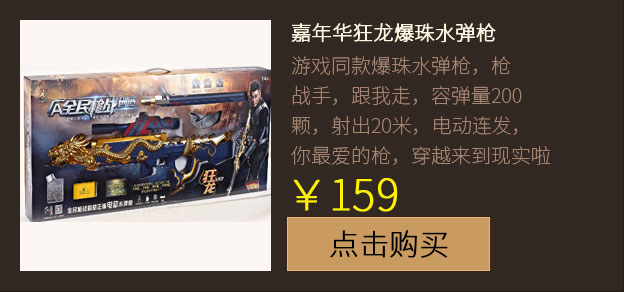 嘉年华狂龙爆珠水弹枪
游戏同款爆珠水弹枪，枪
战手，跟我走，容弹量200
颗，射出20米，电动连发，
你最爱的枪，穿越来到现实啦
￥159
点击购买
全民枪战
狂龙